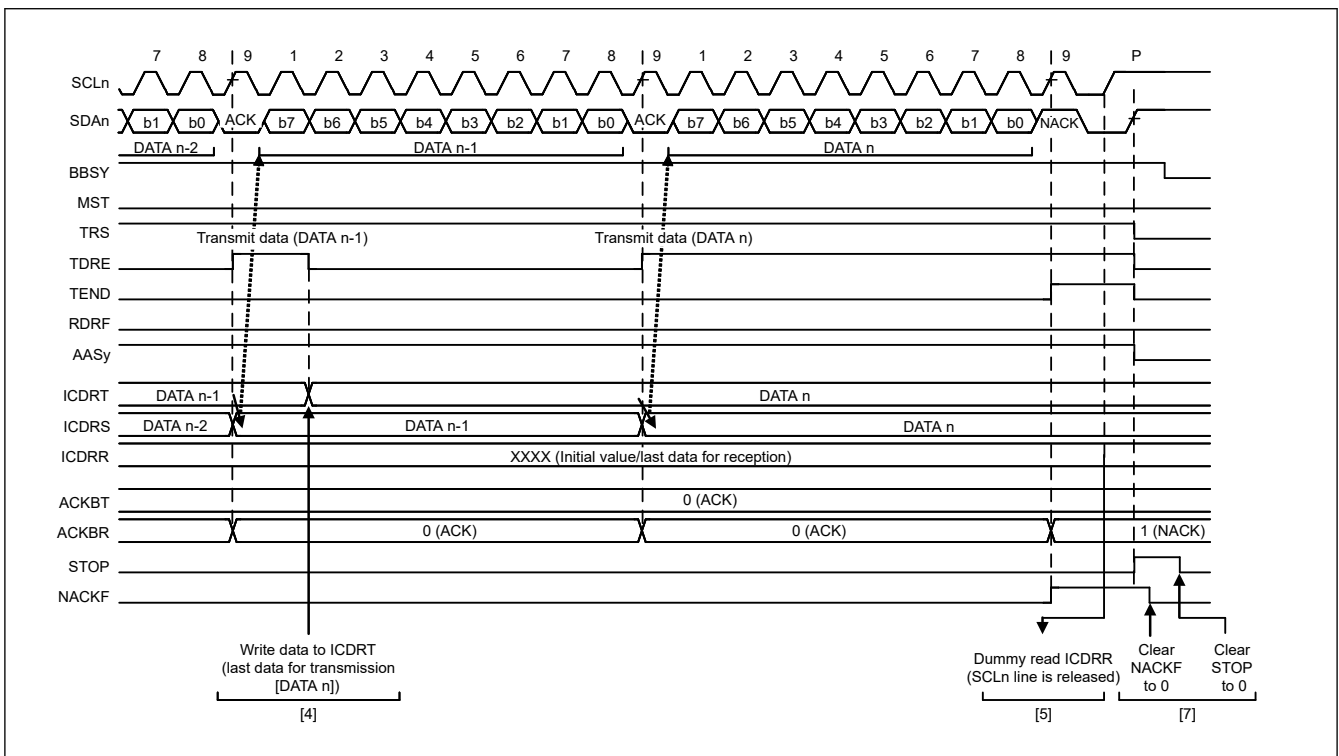 7 8 9 1 2 3 4 5 6 7 8 9 1 2 3 4 5 6 7 8 9 P
SCLn
SDAn b1 b0 ACK b7 b6 b5 b4 b3 b2 b1 b0 ACK b7 b6 b5 b4 b3 b2 b1 b0 NACK
DATA n-2 DATA n-1 DATA n
BBSY
MST
TRS
Transmit data (DATA n-1) Transmit data (DATA n)
TDRE
TEND
RDRF
AASy
ICDRT DATA n-1 DATA n
ICDRS DATA n-2 DATA n-1 DATA n
ICDRR XXXX (Initial value/last data for reception)
ACKBT 0 (ACK)
ACKBR 0 (ACK) 0 (ACK) 1 (NACK)
STOP
NACKF
Write data to ICDRT
(last data for transmission
[DATA n])
[4]
Dummy read ICDRR
(SCLn line is released)
[5]
Clear
NACKF
to 0
Clear
STOP
to 0
[7]